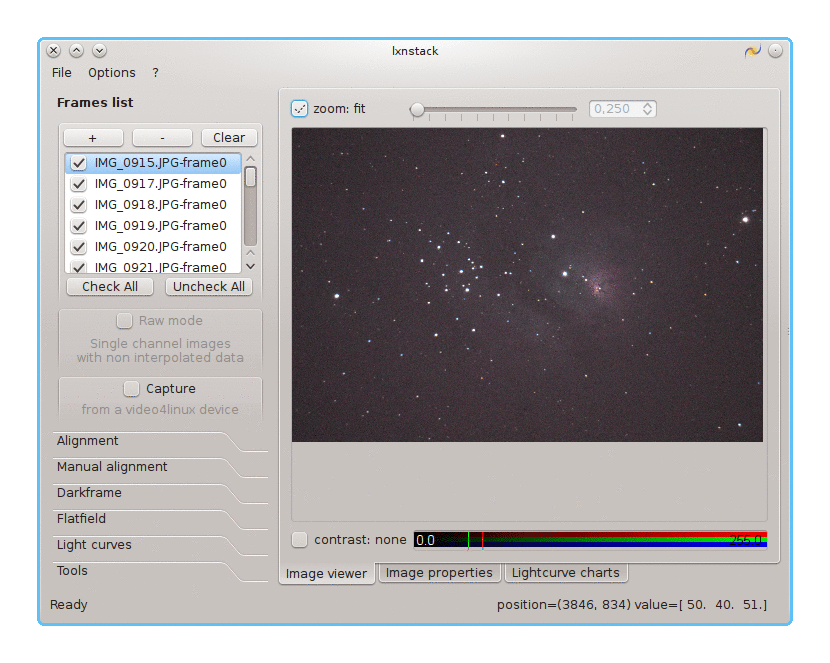 lxnstack
File Options ?
Frames list
+ - Clear
IMG_0915.JPG-frame0
IMG_0917.JPG-frame0
IMG_0918.JPG-frame0
IMG_0919.JPG-frame0
IMG_0920.JPG-frame0
IMG_0921.JPG-frame0
Check All Uncheck All
Raw mode
Single channel images
with non interpolated data
Capture
from a video4linux device
Alignment
Manual alignment
Darkframe
Flatfield
Light curves
Tools
zoom: fit 0,250
contrast: none 0.0 255.0
Image viewer Image properties Lightcurve charts
Ready position=(3846, 834) value=[ 50. 40. 51.]